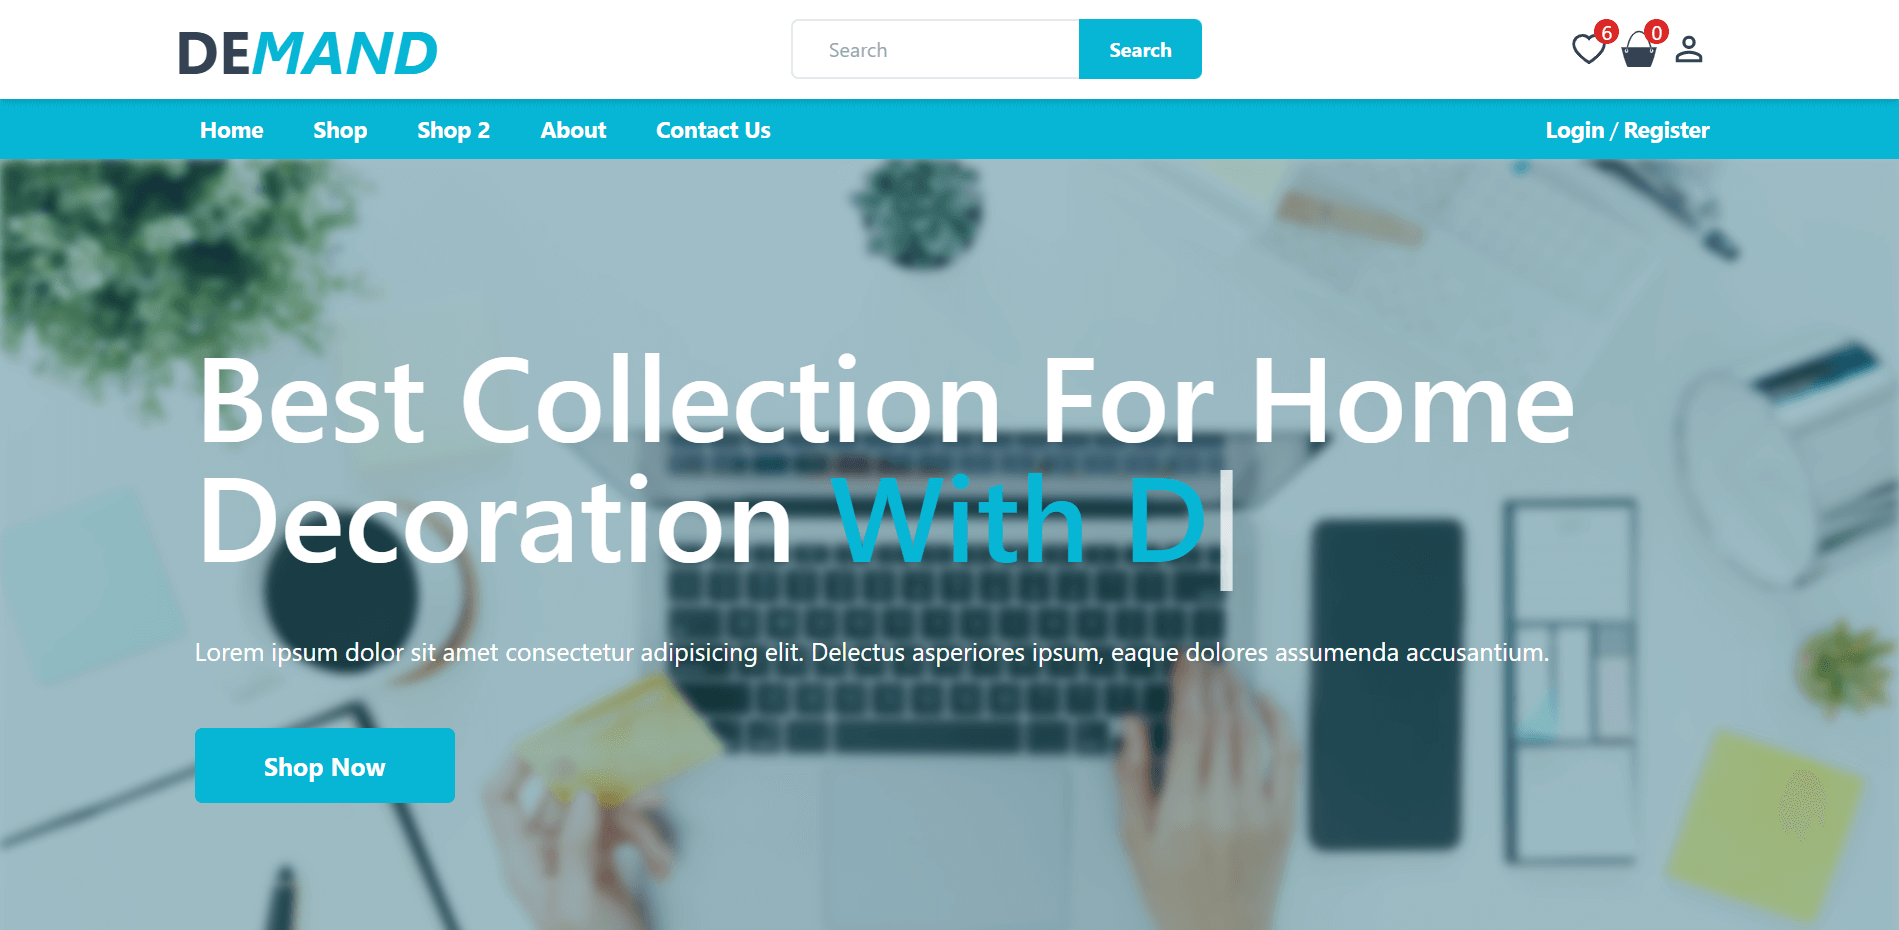 DEMAND
Search
Search
6
0
Home
Shop
Shop 2
About
Contact Us
Login / Register
Best Collection For Home
Decoration With D
Lorem ipsum dolor sit amet consectetur adipisicing elit. Delectus asperiores ipsum, eaque dolores assumenda accusantium.
Shop Now